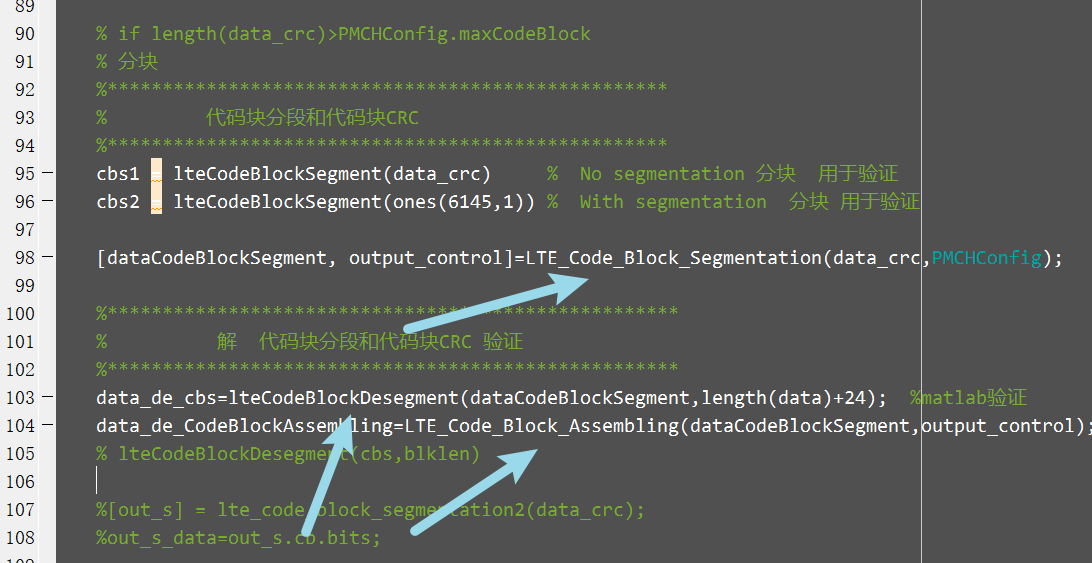 89
90 % if length(data_crc)>PMCHConfig.maxCodeBlock
91 % 分块
92 %***************************************************
93 % 代码块分段和代码块CRC
94 %***************************************************
95 cbs1 = lteCodeBlockSegment(data_crc) % No segmentation 分块 用于验证
96 cbs2 = lteCodeBlockSegment(ones(6145,1)) % With segmentation 分块 用于验证
97
98 [dataCodeBlockSegment, output_control]=LTE_Code_Block_Segmentation(data_crc,PMCHConfig);
99
100 %****************************************************
101 % 解 代码块分段和代码块CRC 验证
102 %****************************************************
103 data_de_cbs=lteCodeBlockDesegment(dataCodeBlockSegment,length(data)+24); %matlab验证
104 data_de_CodeBlockAssembling=LTE_Code_Block_Assembling(dataCodeBlockSegment,output_control);
105 % lteCodeBlockDesegment(cbs,blklen)
106
107 %[out_s] = lte_code_block_segmentation2(data_crc);
108 %out_s_data=out_s.cb.bits;